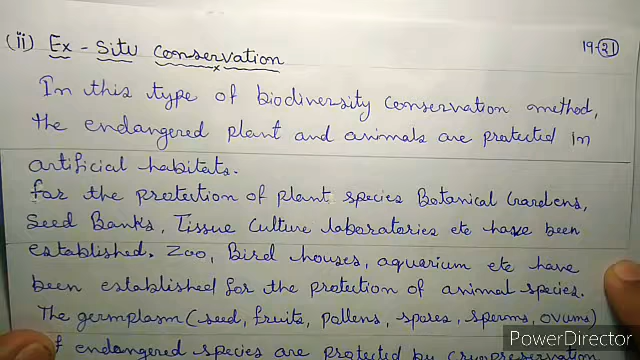 (ii) Ex-Situ Conservation
19-21
In this type of biodiversity Conservation method,
the endangered plant and animals are protected in
artificial habitats.
for the protection of plant species Botanical Gardens,
Seed Banks, Tissue Culture laboratories etc have been
established. Zoo, Bird houses, aquarium etc have
been established for the protection of animal species.
The germplasm (seed, fruits, pollens, spores, sperms, ovums)
of endangered species are protected by Cryopreservation
PowerDirector